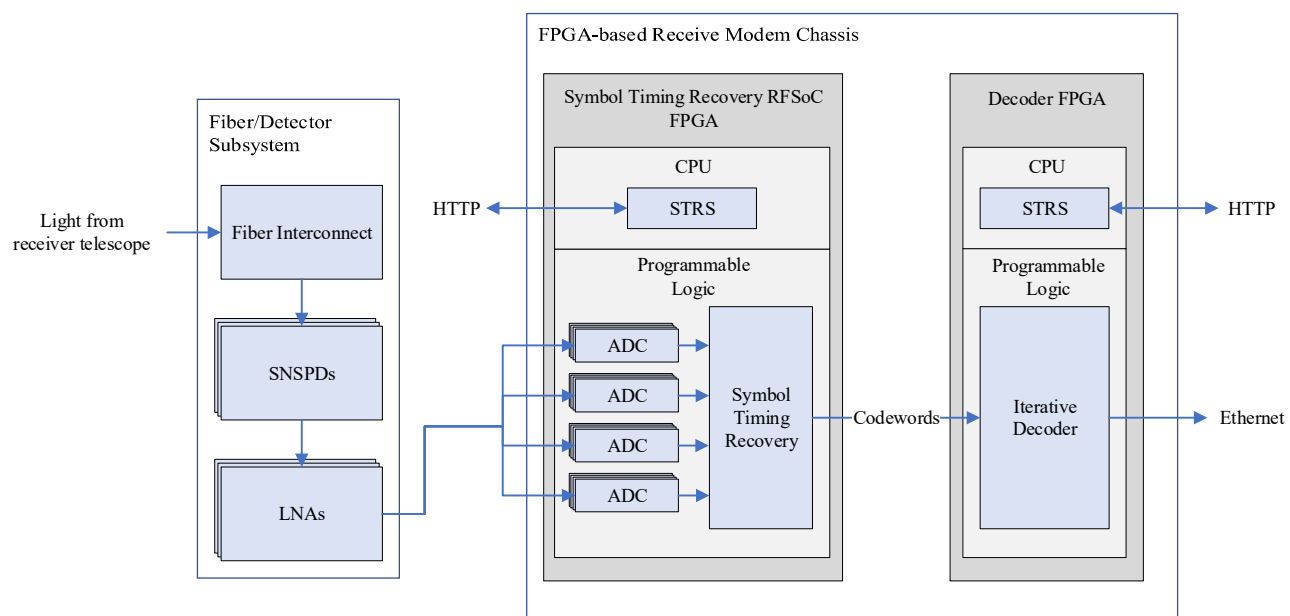 FPGA-based Receive Modem Chassis
Fiber/Detector
Subsystem
Light from
receiver telescope
Fiber Interconnect
SNSPDs
LNAs
Symbol Timing Recovery RFSoC
FPGA
CPU
HTTP
STRS
Programmable
Logic
ADC
ADC
ADC
ADC
Symbol
Timing
Recovery
Codewords
Decoder FPGA
CPU
STRS
HTTP
Programmable
Logic
Iterative
Decoder
Ethernet